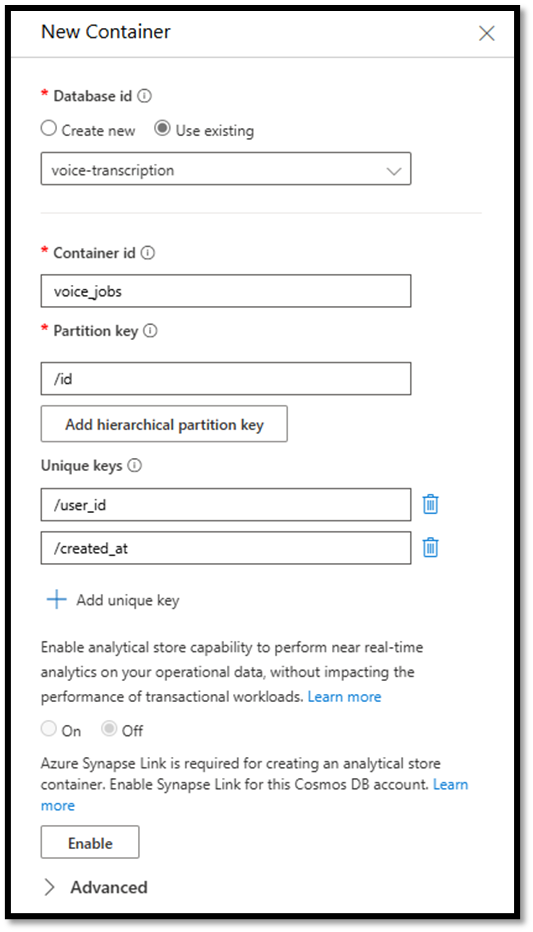 New Container
* Database id
Create new Use existing
voice-transcription
* Container id
voice_jobs
* Partition key
/id
Add hierarchical partition key
Unique keys
/user_id
/created_at
Add unique key
Enable analytical store capability to perform near real-time
analytics on your operational data, without impacting the
performance of transactional workloads. Learn more
On Off
Azure Synapse Link is required for creating an analytical store
container. Enable Synapse Link for this Cosmos DB account. Learn
more
Enable
Advanced